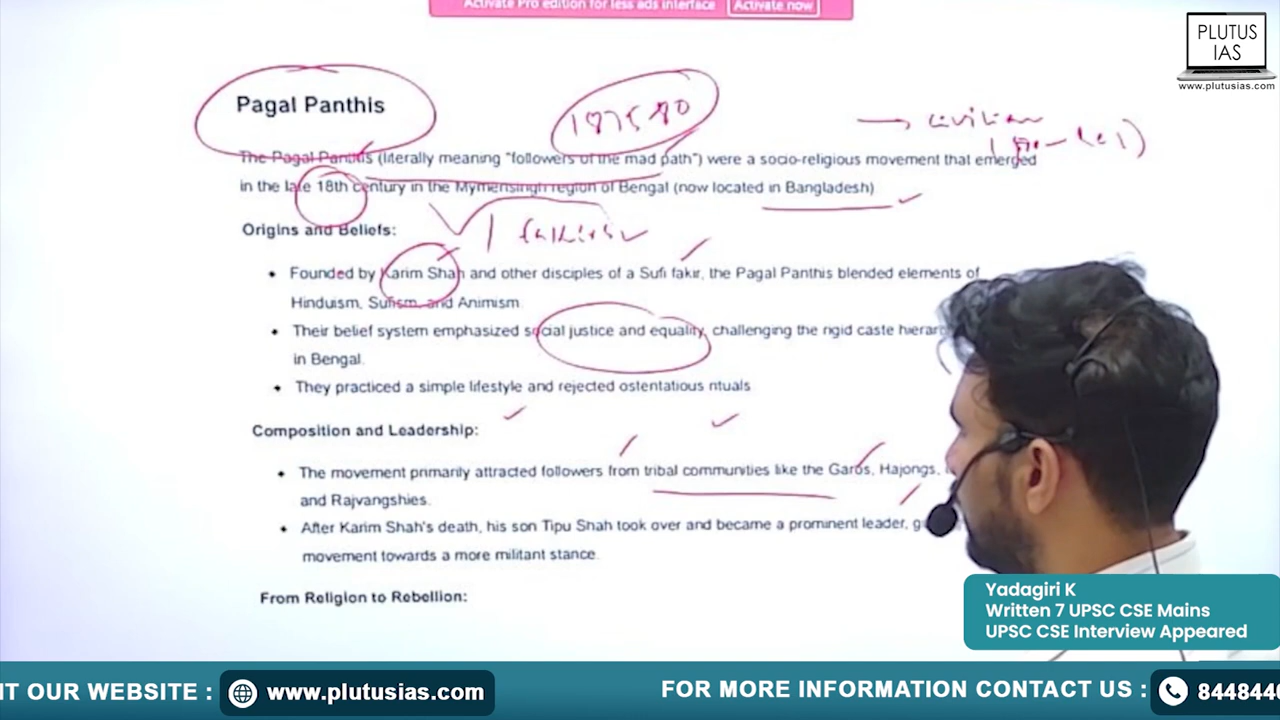 Activate Pro edition for less ads interface Activate now
PLUTUS
IAS
www.plutusias.com
Pagal Panthis
The Pagal Panthis (literally meaning "followers of the mad path") were a socio-religious movement that emerged
in the late 18th century in the Mymensingh region of Bengal (now located in Bangladesh)
Origins and Beliefs:
• Founded by Karim Shah and other disciples of a Sufi fakir, the Pagal Panthis blended elements of
Hinduism, Sufism, and Animism.
• Their belief system emphasized social justice and equality, challenging the rigid caste hierar
in Bengal.
• They practiced a simple lifestyle and rejected ostentatious rituals
Composition and Leadership:
• The movement primarily attracted followers from tribal communities like the Garos, Hajongs,
and Rajvangshies.
• After Karim Shah's death, his son Tipu Shah took over and became a prominent leader, g
movement towards a more militant stance.
From Religion to Rebellion:
Yadagiri K
Written 7 UPSC CSE Mains
UPSC CSE Interview Appeared
IT OUR WEBSITE : www.plutusias.com
FOR MORE INFORMATION CONTACT US : 8448440